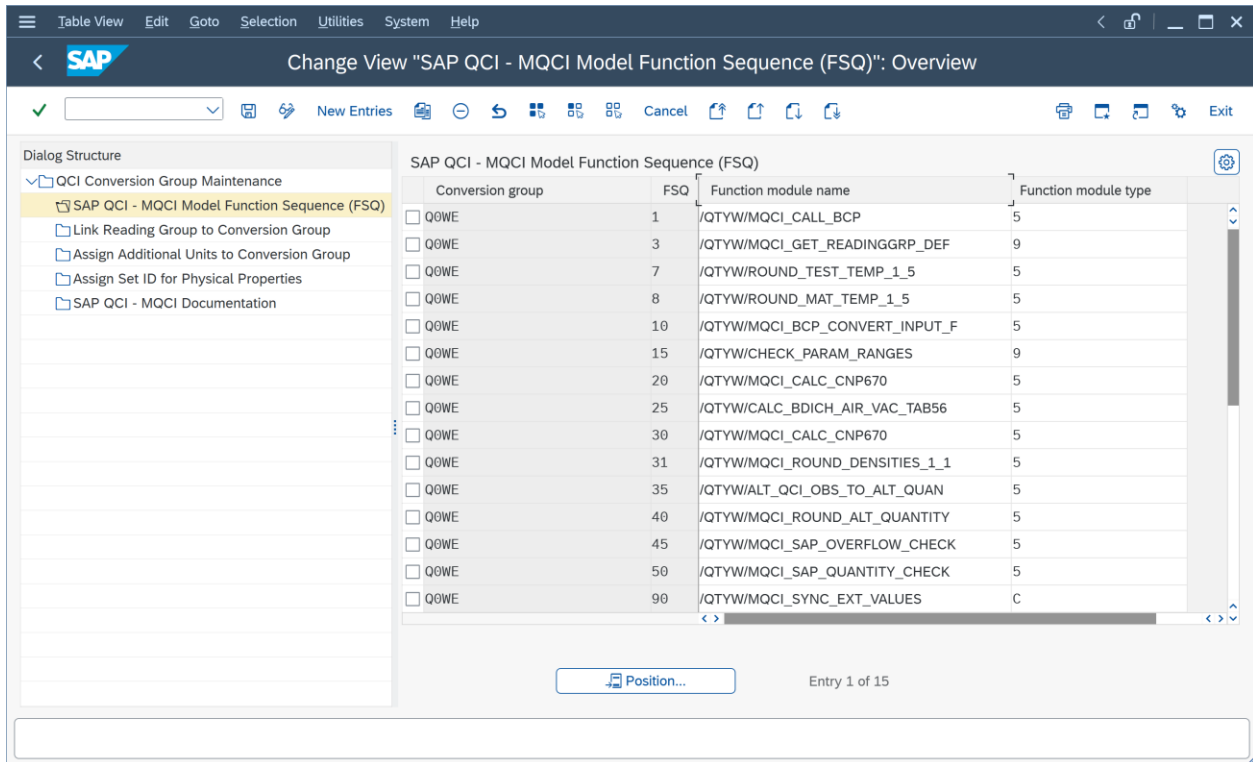 Table View Edit Goto Selection Utilities System Help
SAP Change View "SAP QCI - MQCI Model Function Sequence (FSQ)": Overview
New Entries Cancel Exit
Dialog Structure
QCI Conversion Group Maintenance
SAP QCI - MQCI Model Function Sequence (FSQ)
Link Reading Group to Conversion Group
Assign Additional Units to Conversion Group
Assign Set ID for Physical Properties
SAP QCI - MQCI Documentation
SAP QCI - MQCI Model Function Sequence (FSQ)
Conversion group FSQ Function module name Function module type
Q0WE 1 /QTYW/MQCI_CALL_BCP 5
Q0WE 3 /QTYW/MQCI_GET_READINGGRP_DEF 9
Q0WE 7 /QTYW/ROUND_TEST_TEMP_1_5 5
Q0WE 8 /QTYW/ROUND_MAT_TEMP_1_5 5
Q0WE 10 /QTYW/MQCI_BCP_CONVERT_INPUT_F 5
Q0WE 15 /QTYW/CHECK_PARAM_RANGES 9
Q0WE 20 /QTYW/MQCI_CALC_CNP670 5
Q0WE 25 /QTYW/CALC_BDICH_AIR_VAC_TAB56 5
Q0WE 30 /QTYW/MQCI_CALC_CNP670 5
Q0WE 31 /QTYW/MQCI_ROUND_DENSITIES_1_1 5
Q0WE 35 /QTYW/ALT_QCI_OBS_TO_ALT_QUAN 5
Q0WE 40 /QTYW/MQCI_ROUND_ALT_QUANTITY 5
Q0WE 45 /QTYW/MQCI_SAP_OVERFLOW_CHECK 5
Q0WE 50 /QTYW/MQCI_SAP_QUANTITY_CHECK 5
Q0WE 90 /QTYW/MQCI_SYNC_EXT_VALUES C
Position... Entry 1 of 15